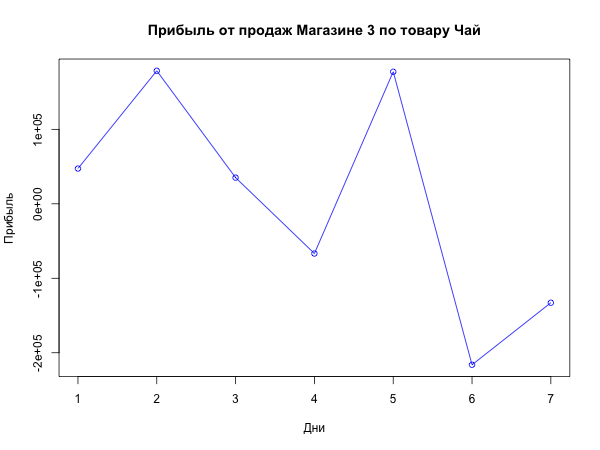 Прибыль от продаж Магазине 3 по товару Чай
Прибыль
1e+05
0e+00
-1e+05
-2e+05
1 2 3 4 5 6 7
Дни